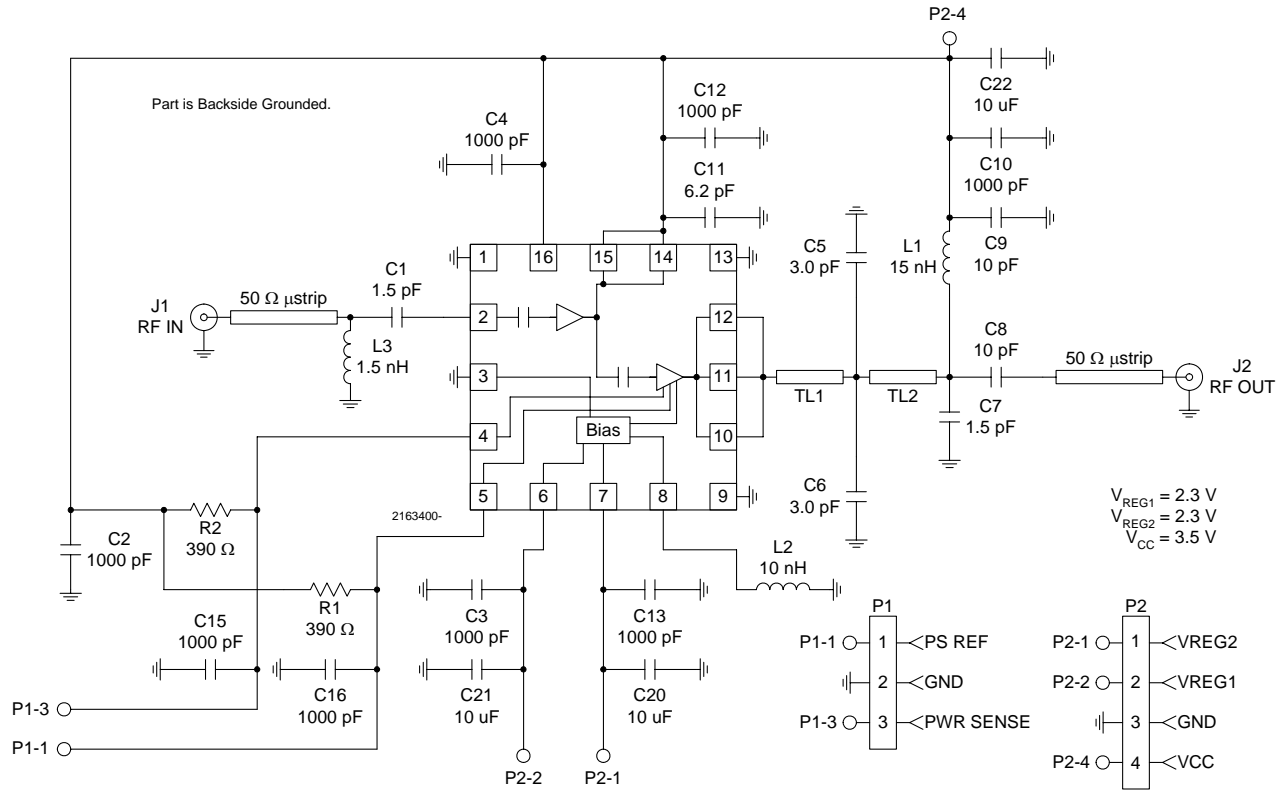 P2-4
Part is Backside Grounded.
C22
10 uF
C12
1000 pF
C4
1000 pF
C10
1000 pF
C11
6.2 pF
C9
10 pF
L1
15 nH
C5
3.0 pF
1
16
15
14
13
C1
1.5 pF
50 Ω µstrip
J1
RF IN
L3
1.5 nH
2
12
3
11
4
10
Bias
TL1
TL2
C8
10 pF
50 Ω µstrip
J2
RF OUT
C7
1.5 pF
5
6
7
8
9
2163400-
C6
3.0 pF
VREG1 = 2.3 V
VREG2 = 2.3 V
VCC = 3.5 V
R2
390 Ω
C2
1000 pF
R1
390 Ω
L2
10 nH
C3
1000 pF
C13
1000 pF
C15
1000 pF
C16
1000 pF
C21
10 uF
C20
10 uF
P1-3
P1-1
P2-2
P2-1
P1
P1-1
1
PS REF
2
GND
P1-3
3
PWR SENSE
P2
P2-1
1
VREG2
P2-2
2
VREG1
3
GND
P2-4
4
VCC